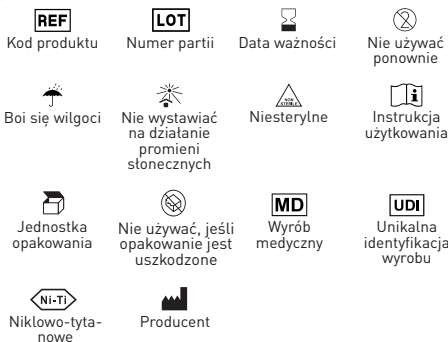 REF
Kod produktu
LOT
Numer partii
Data ważności
2
Nie używać
ponownie
Boi się wilgoci
Nie wystawiać
na działanie
promieni
słonecznych
NON
STERILE
Niesterylne
i
Instrukcja
użytkowania
Jednostka
opakowania
Nie używać, jeśli
opakowanie jest
uszkodzone
MD
Wyrób
medyczny
UDI
Unikalna
identyfikacja
wyrobu
Ni-Ti
Niklowo-tyta-
nowe
Producent